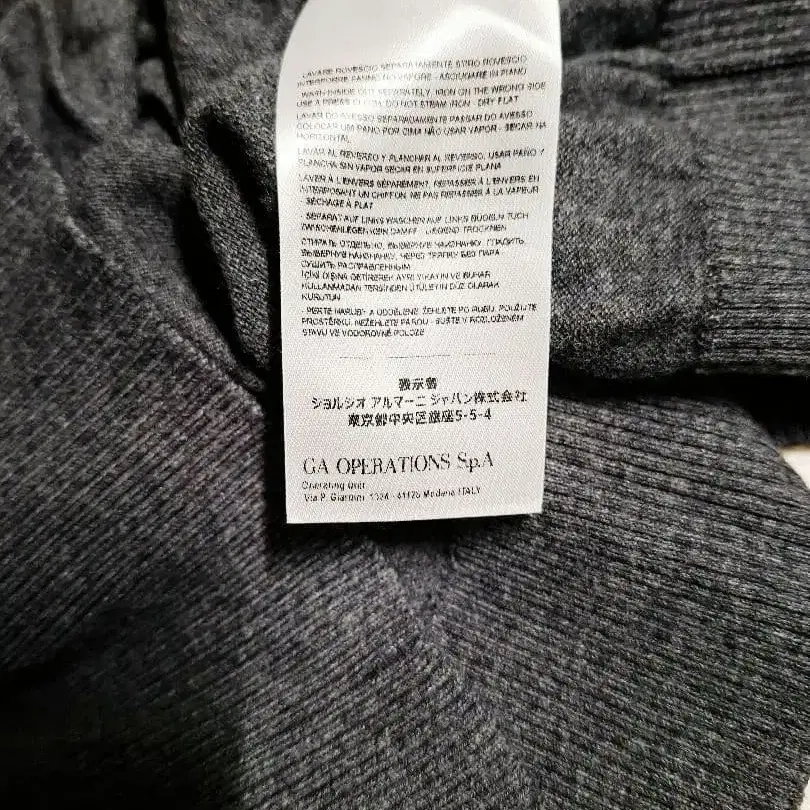 LAVARE ROVESCIO SEPARATAMENTE STIRO ROVESCIO
INTERPORRE PANNO NO VAPORE - ASCIUGARE IN PIANO
WASH INSIDE OUT SEPARATELY, IRON ON THE WRONG SIDE
USE A PRESS CLOTH, DO NOT STEAM IRON - DRY FLAT
LAVAR DO AVESSO SEPARADAMENTE PASSAR DO AVESSO
COLOCAR UM PANO POR CIMA NÃO USAR VAPOR - SECAR NA
HORIZONTAL
LAVAR AL REVERSO Y PLANCHAR AL REVERSO, USAR PAÑO Y
PLANCHA SIN VAPOR SECAR EN SUPERFICIE PLANA
LAVER À L'ENVERS SÉPARÉMENT, REPASSER À L'ENVERS EN
INTERPOSANT UN CHIFFON, NE PAS REPASSER À LA VAPEUR
- SÉCHAGE À PLAT
- SEPARAT AUF LINKS WASCHEN AUF LINKS BÜGELN TUCH
ZWISCHENLEGEN KEIN DAMPF - LIEGEND TROCKNEN
СТИРАТЬ ОТДЕЛЬНО, ВЫВЕРНУВ НАИЗНАНКУ, ГЛАДИТЬ,
ВЫВЕРНУВ НАИЗНАНКУ, ЧЕРЕЗ ТРЯПКУ БЕЗ ПАРА
СУШИТЬ РАСПРАВЛЕННЫМ
İÇİNİ DIŞINA GETİREREK AYRI YIKAYIN VE BUHAR
KULLANMADAN TERSİNDEN ÜTÜLEYİN DÜZ OLARAK
KURUTUN
- PERTE NARUBY A ODDĚLENĚ ŽEHLETE PO RUBU, POUŽIJTE
PROSTĚRKU, NEŽEHLETE PÁROU - SUŠTE V ROZLOŽENÉM
STAVU VE VODOROVNÉ POLOZE
表示者
ジョルジオ アルマーニ ジャパン株式会社
東京都中央区銀座5-5-4
GA OPERATIONS S.p.A
Operating Unit
Via P. Giardini, 1324 - 41126 Modena ITALY